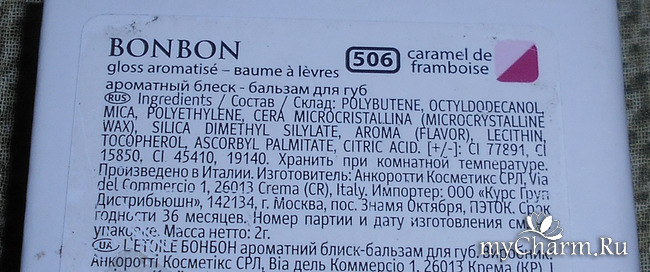 BONBON
506
caramel de
framboise
gloss aromatisé – baume à lèvres
ароматный блеск - бальзам для губ
RUS Ingredients / Состав / Склад: POLYBUTENE, OCTYLDODECANOL,
MICA, POLYETHYLENE, CERA MICROCRISTALLINA (MICROCRYSTALLINE
WAX), SILICA DIMETHYL SILYLATE, AROMA (FLAVOR), LECITHIN,
TOCOPHEROL, ASCORBYL PALMITATE, CITRIC ACID. [+/-]: CI 77891, CI
15850, CI 45410, 19140. Хранить при комнатной температуре.
Произведено в Италии. Изготовитель: Анкоротти Косметикс СРЛ, Via
del Commercio 1, 26013 Crema (CR), Italy. Импортер: ООО «Курс Груп
Дистрибьюшн», 142134, г. Москва, пос. Знамя Октября, ПЭТОК. Срок
годности 36 месяцев. Номер партии и дату изготовления см. на
упаковке. Масса нетто: 2г.
UA L'ETOILE БОНБОН ароматний блиск-бальзам для губ. виробник
Анкоротті Косметікс СРЛ, Віа дель Коммерчіо 1, 26013 Крема (КР), І
myCharm.Ru